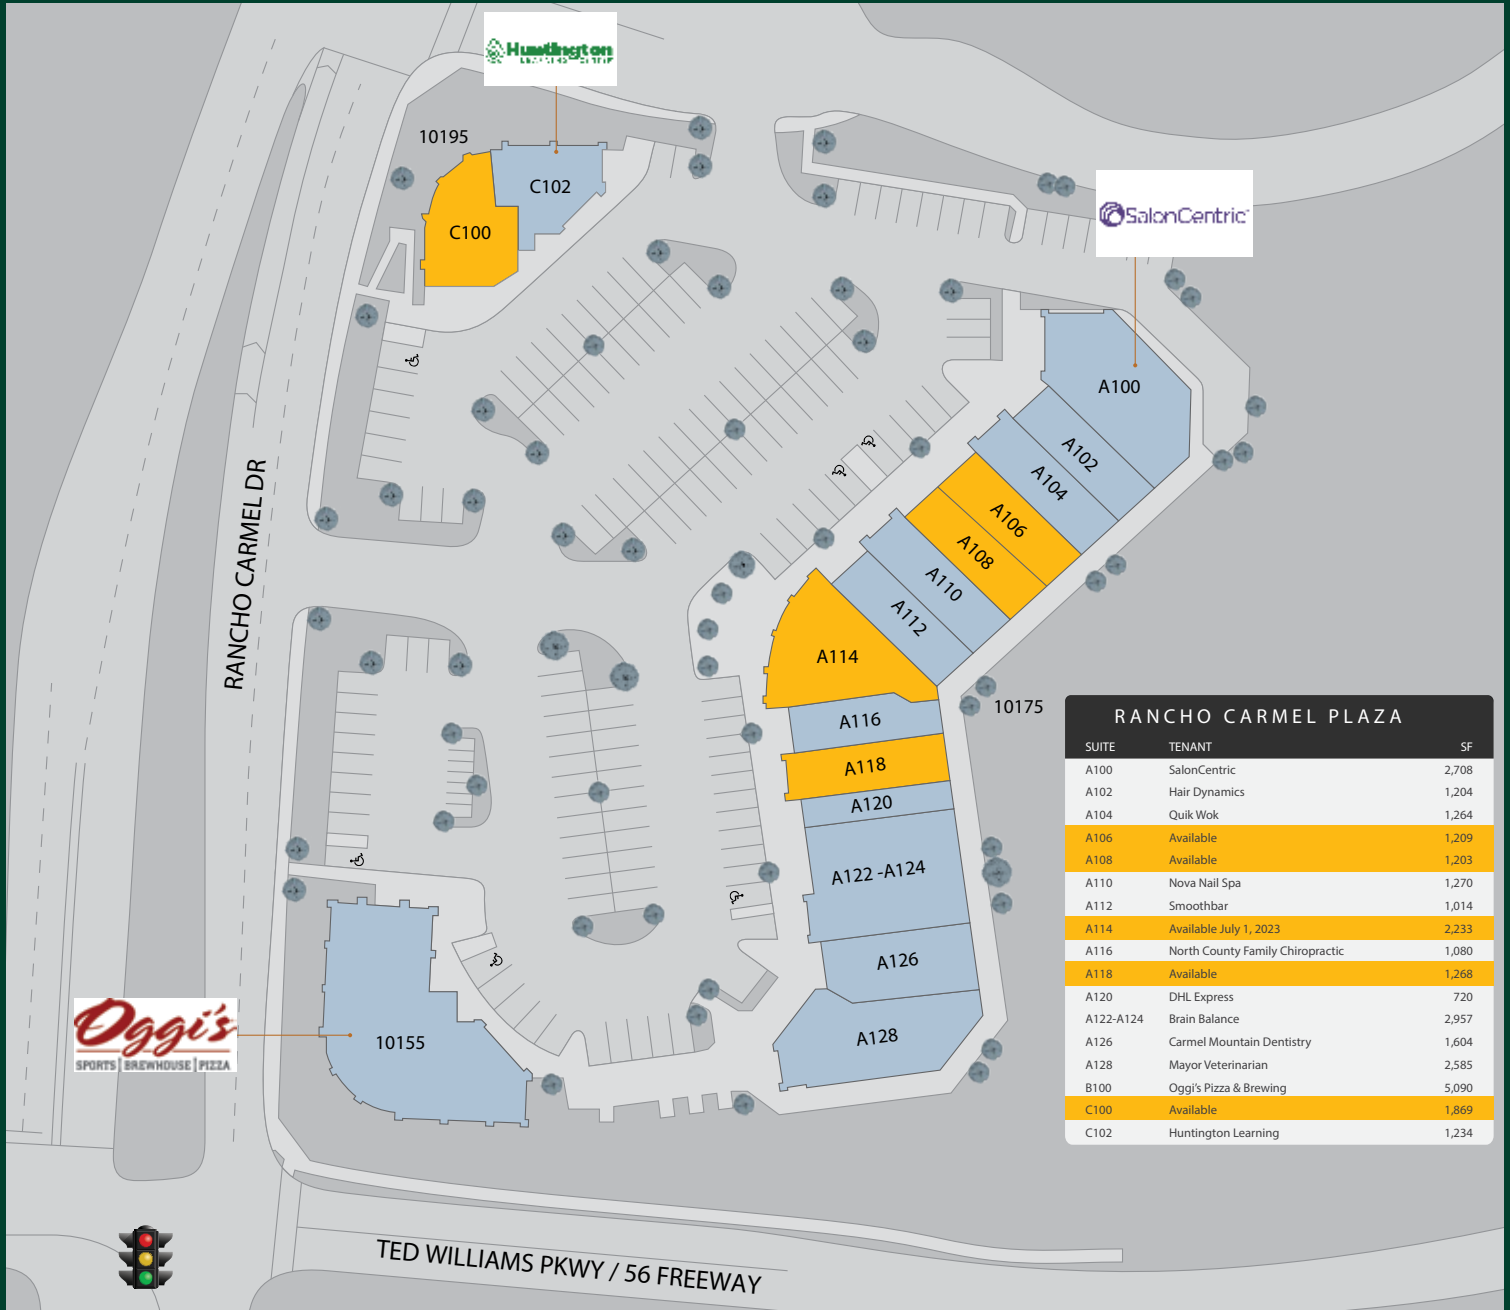 Huntington
SalonCentric
10195
C102
C100
A100
A102
A104
A106
A108
A110
A112
A114
A116
A118
A120
A122 -A124
A126
A128
10175
RANCHO CARMEL DR
Oggi's
SPORTS | BREWHOUSE | PIZZA
10155
TED WILLIAMS PKWY / 56 FREEWAY
RANCHO CARMEL PLAZA
SUITE TENANT SF
A100 SalonCentric 2,708
A102 Hair Dynamics 1,204
A104 Quik Wok 1,264
A106 Available 1,209
A108 Available 1,203
A110 Nova Nail Spa 1,270
A112 Smoothbar 1,014
A114 Available July 1, 2023 2,233
A116 North County Family Chiropractic 1,080
A118 Available 1,268
A120 DHL Express 720
A122-A124 Brain Balance 2,957
A126 Carmel Mountain Dentistry 1,604
A128 Mayor Veterinarian 2,585
B100 Oggi's Pizza & Brewing 5,090
C100 Available 1,869
C102 Huntington Learning 1,234